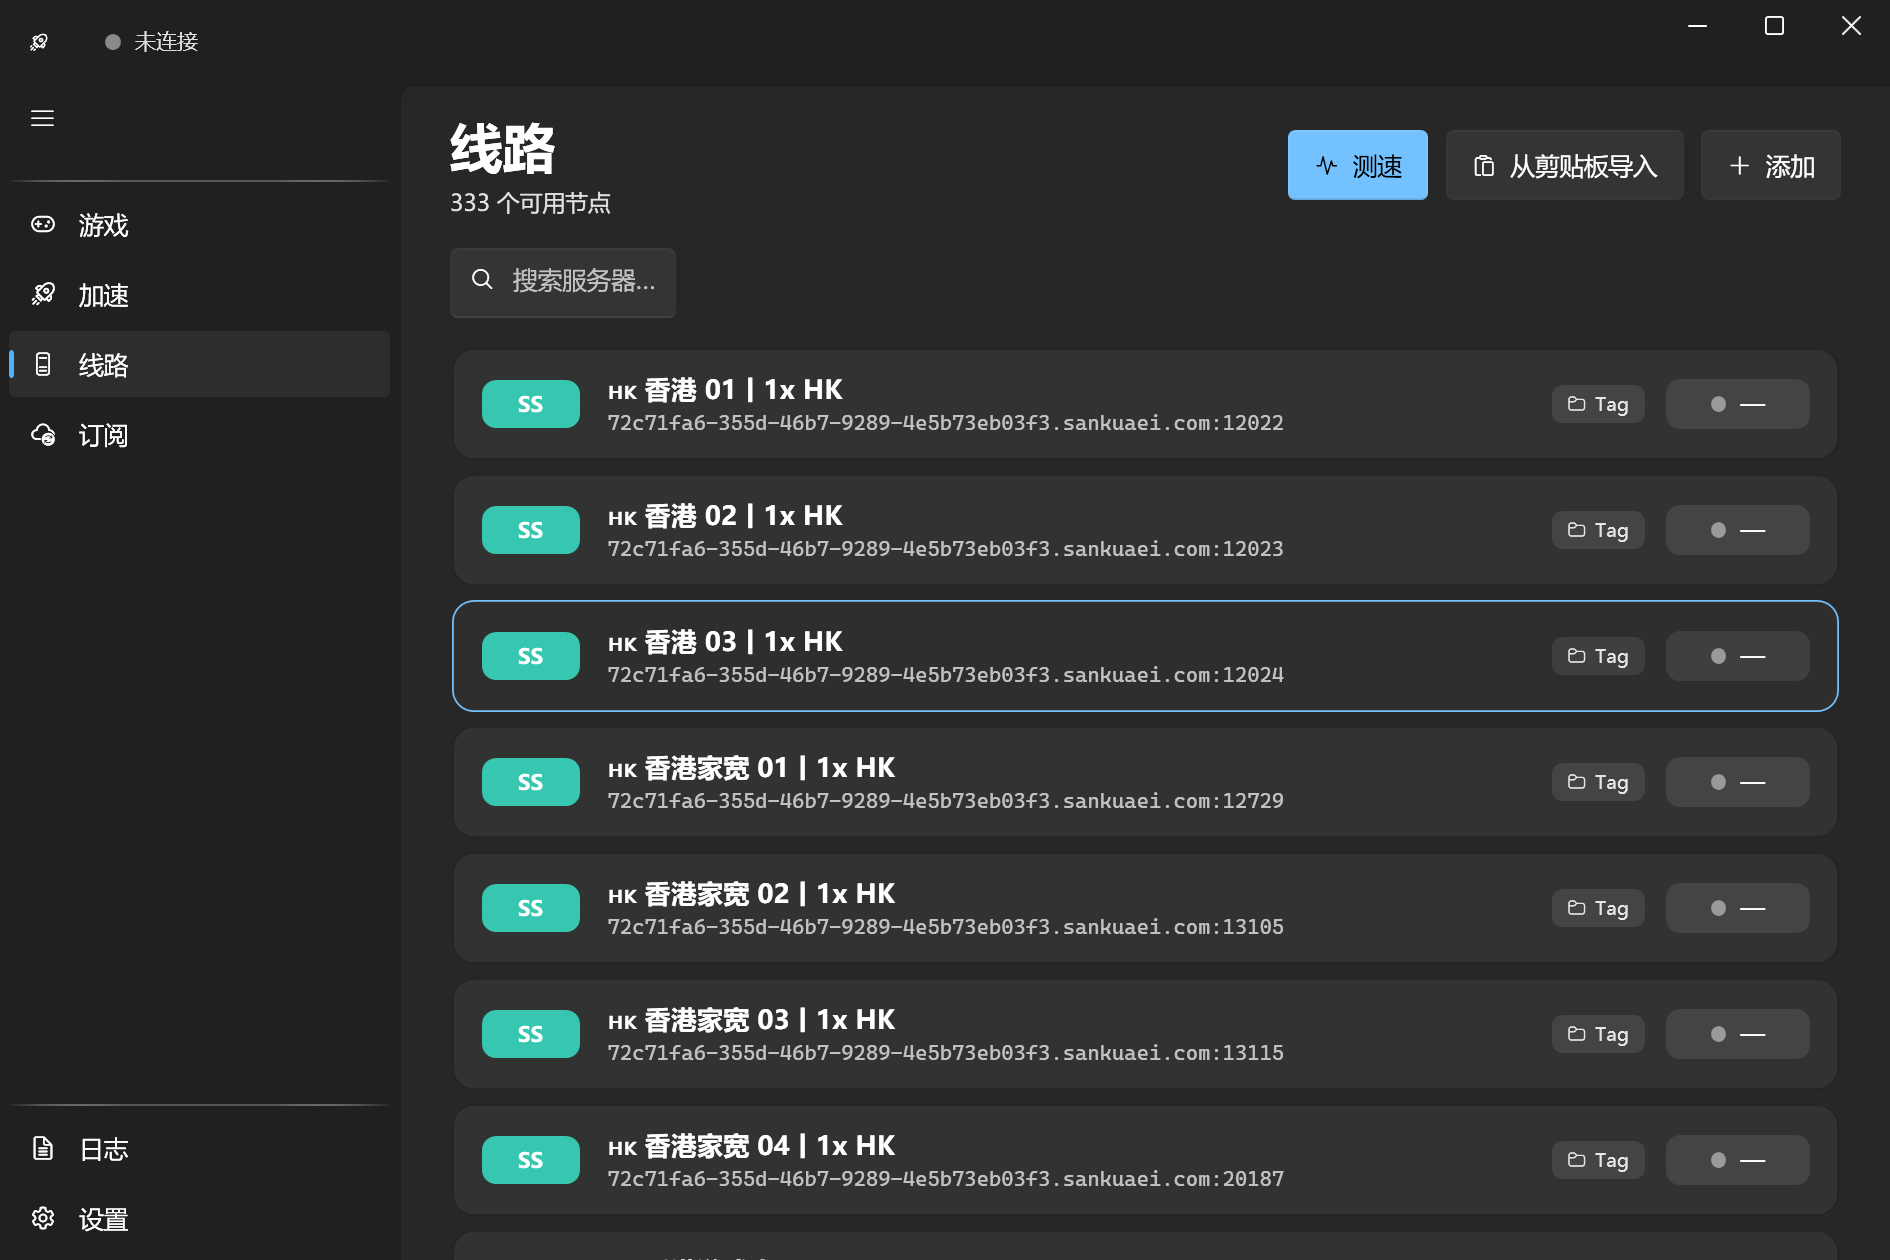 未连接
线路
333 个可用节点
测速
从剪贴板导入
添加
搜索服务器...
游戏
加速
线路
订阅
日志
设置
SS
HK 香港 01 | 1x HK
72c71fa6-355d-46b7-9289-4e5b73eb03f3.sankuaei.com:12022
Tag
—
SS
HK 香港 02 | 1x HK
72c71fa6-355d-46b7-9289-4e5b73eb03f3.sankuaei.com:12023
Tag
—
SS
HK 香港 03 | 1x HK
72c71fa6-355d-46b7-9289-4e5b73eb03f3.sankuaei.com:12024
Tag
—
SS
HK 香港家宽 01 | 1x HK
72c71fa6-355d-46b7-9289-4e5b73eb03f3.sankuaei.com:12729
Tag
—
SS
HK 香港家宽 02 | 1x HK
72c71fa6-355d-46b7-9289-4e5b73eb03f3.sankuaei.com:13105
Tag
—
SS
HK 香港家宽 03 | 1x HK
72c71fa6-355d-46b7-9289-4e5b73eb03f3.sankuaei.com:13115
Tag
—
SS
HK 香港家宽 04 | 1x HK
72c71fa6-355d-46b7-9289-4e5b73eb03f3.sankuaei.com:20187
Tag
—